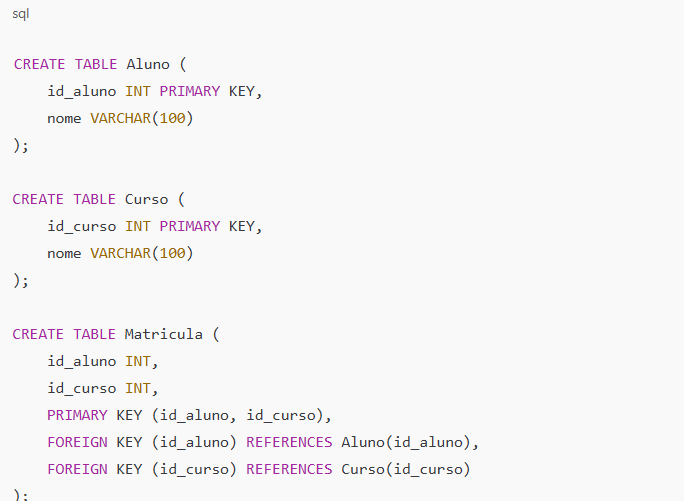 sql
CREATE TABLE Aluno (
    id_aluno INT PRIMARY KEY,
    nome VARCHAR(100)
);
CREATE TABLE Curso (
    id_curso INT PRIMARY KEY,
    nome VARCHAR(100)
);
CREATE TABLE Matricula (
    id_aluno INT,
    id_curso INT,
    PRIMARY KEY (id_aluno, id_curso),
    FOREIGN KEY (id_aluno) REFERENCES Aluno(id_aluno),
    FOREIGN KEY (id_curso) REFERENCES Curso(id_curso)
);